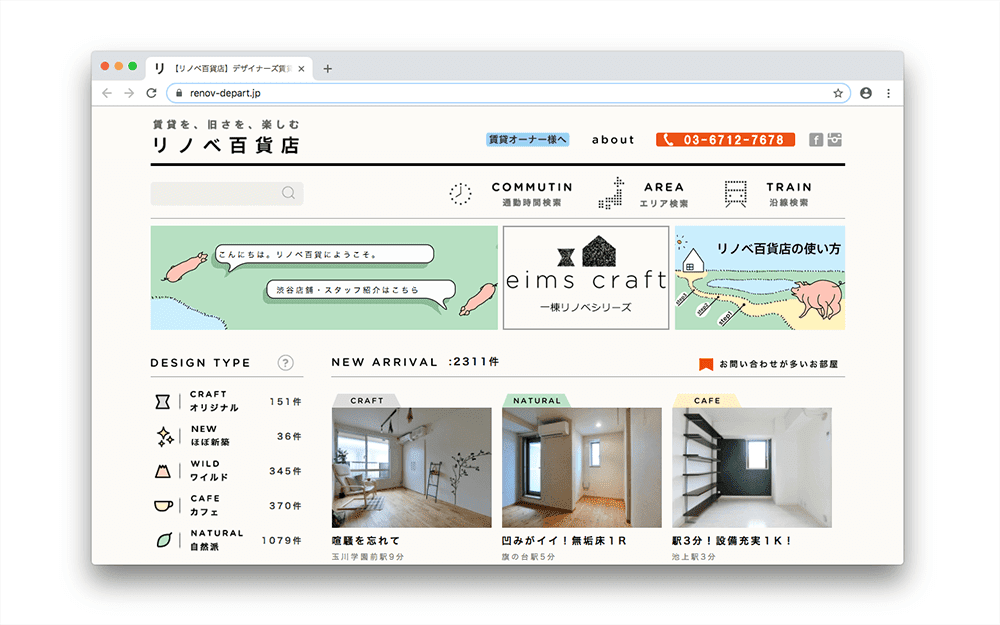 リ 【リノベ百貨店】デザイナーズ賃貸
renov-depart.jp
賃貸を、旧さを、楽しむ
リノベ百貨店
賃貸オーナー様へ
about
03-6712-7678
COMMUTIN
通勤時間検索
AREA
エリア検索
TRAIN
沿線検索
こんにちは。リノベ百貨にようこそ。
渋谷店舗・スタッフ紹介はこちら
eims craft
一棟リノベシリーズ
リノベ百貨店の使い方
step!
step!
step!
DESIGN TYPE ?
CRAFT
オリジナル 151件
NEW
ほぼ新築 36件
WILD
ワイルド 345件
CAFE
カフェ 370件
NATURAL
自然派 1079件
NEW ARRIVAL :2311件
お問い合わせが多いお部屋
CRAFT
喧騒を忘れて
玉川学園前駅9分
NATURAL
凹みがイイ！無垢床1R
旗の台駅5分
CAFE
駅3分！設備充実1K！
池上駅3分